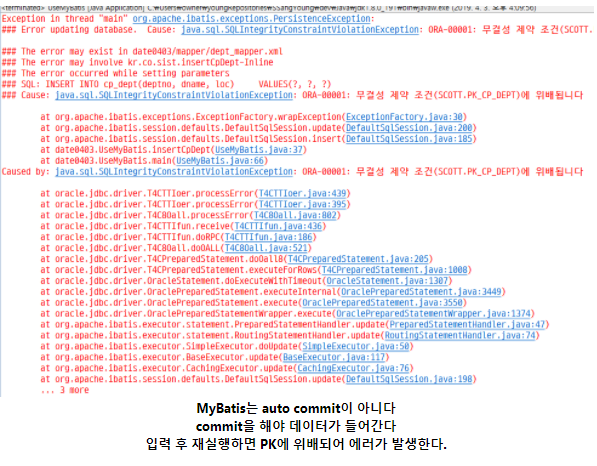 <terminated> UseMyBatis [Java Application] (2019. 4. 3. 오후 4:09:56)
Exception in thread "main" org.apache.ibatis.exceptions.PersistenceException:
### Error updating database.  Cause: java.sql.SQLIntegrityConstraintViolationException: ORA-00001: 무결성 제약 조건(SCOTT.
### The error may exist in date0403/mapper/dept_mapper.xml
### The error may involve kr.co.sist.insertCpDept-Inline
### The error occurred while setting parameters
### SQL: INSERT INTO cp_dept(deptno, dname, loc)     VALUES(?, ?, ?)
### Cause: java.sql.SQLIntegrityConstraintViolationException: ORA-00001: 무결성 제약 조건(SCOTT.PK_CP_DEPT)에 위배됩니다
at org.apache.ibatis.exceptions.ExceptionFactory.wrapException(ExceptionFactory.java:30)
at org.apache.ibatis.session.defaults.DefaultSqlSession.update(DefaultSqlSession.java:200)
at org.apache.ibatis.session.defaults.DefaultSqlSession.insert(DefaultSqlSession.java:185)
at date0403.UseMyBatis.insertCpDept(UseMyBatis.java:37)
at date0403.UseMyBatis.main(UseMyBatis.java:66)
Caused by: java.sql.SQLIntegrityConstraintViolationException: ORA-00001: 무결성 제약 조건(SCOTT.PK_CP_DEPT)에 위배됩니다
at oracle.jdbc.driver.T4CTTIoer.processError(T4CTTIoer.java:439)
at oracle.jdbc.driver.T4CTTIoer.processError(T4CTTIoer.java:395)
at oracle.jdbc.driver.T4C8Oall.processError(T4C8Oall.java:802)
at oracle.jdbc.driver.T4CTTIfun.receive(T4CTTIfun.java:436)
at oracle.jdbc.driver.T4CTTIfun.doRPC(T4CTTIfun.java:186)
at oracle.jdbc.driver.T4C8Oall.doOALL(T4C8Oall.java:521)
at oracle.jdbc.driver.T4CPreparedStatement.doOall8(T4CPreparedStatement.java:205)
at oracle.jdbc.driver.T4CPreparedStatement.executeForRows(T4CPreparedStatement.java:1008)
at oracle.jdbc.driver.OracleStatement.doExecuteWithTimeout(OracleStatement.java:1307)
at oracle.jdbc.driver.OraclePreparedStatement.executeInternal(OraclePreparedStatement.java:3449)
at oracle.jdbc.driver.OraclePreparedStatement.execute(OraclePreparedStatement.java:3550)
at oracle.jdbc.driver.OraclePreparedStatementWrapper.execute(OraclePreparedStatementWrapper.java:1374)
at org.apache.ibatis.executor.statement.PreparedStatementHandler.update(PreparedStatementHandler.java:47)
at org.apache.ibatis.executor.statement.RoutingStatementHandler.update(RoutingStatementHandler.java:74)
at org.apache.ibatis.executor.SimpleExecutor.doUpdate(SimpleExecutor.java:50)
at org.apache.ibatis.executor.BaseExecutor.update(BaseExecutor.java:117)
at org.apache.ibatis.executor.CachingExecutor.update(CachingExecutor.java:76)
at org.apache.ibatis.session.defaults.DefaultSqlSession.update(DefaultSqlSession.java:198)
... 3 more
MyBatis는 auto commit이 아니다
commit을 해야 데이터가 들어간다
입력 후 재실행하면 PK에 위배되어 에러가 발생한다.